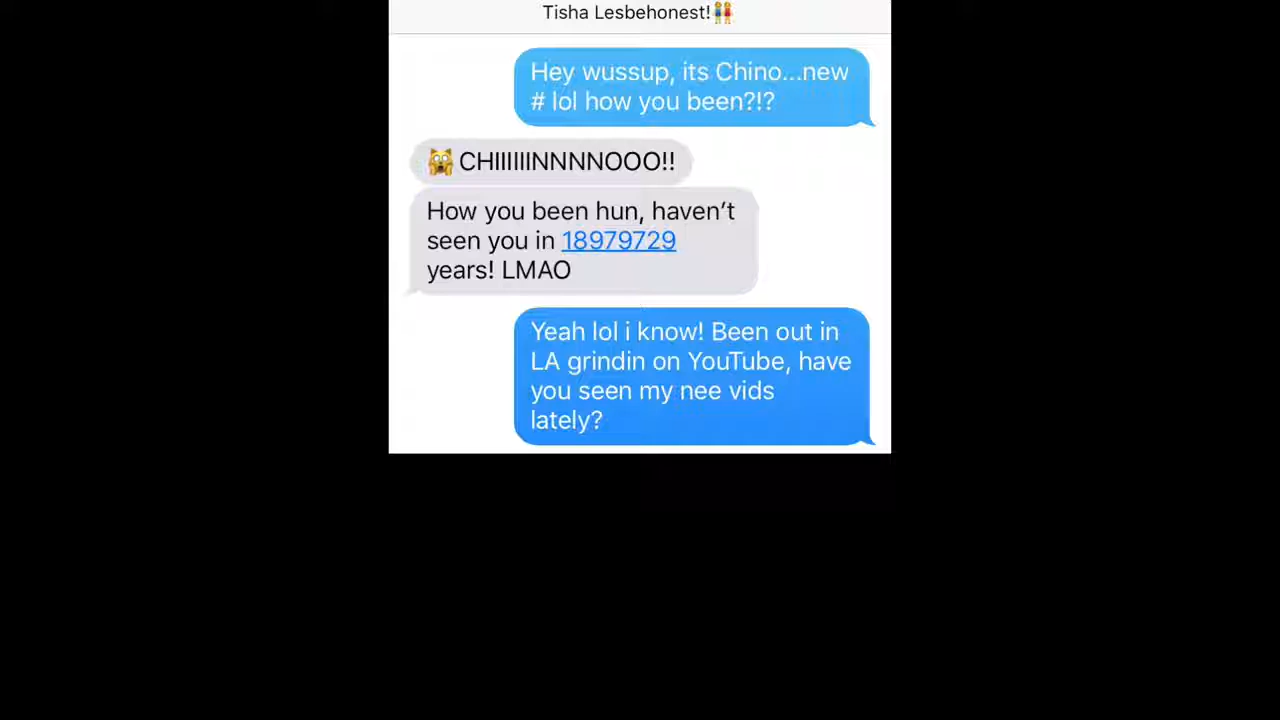 Tisha Lesbehonest!👭
Hey wussup, its Chino...new
# lol how you been?!?
🙀 CHIIIIIINNNNOOO!!
How you been hun, haven't
seen you in 18979729
years! LMAO
Yeah lol i know! Been out in
LA grindin on YouTube, have
you seen my nee vids
lately?